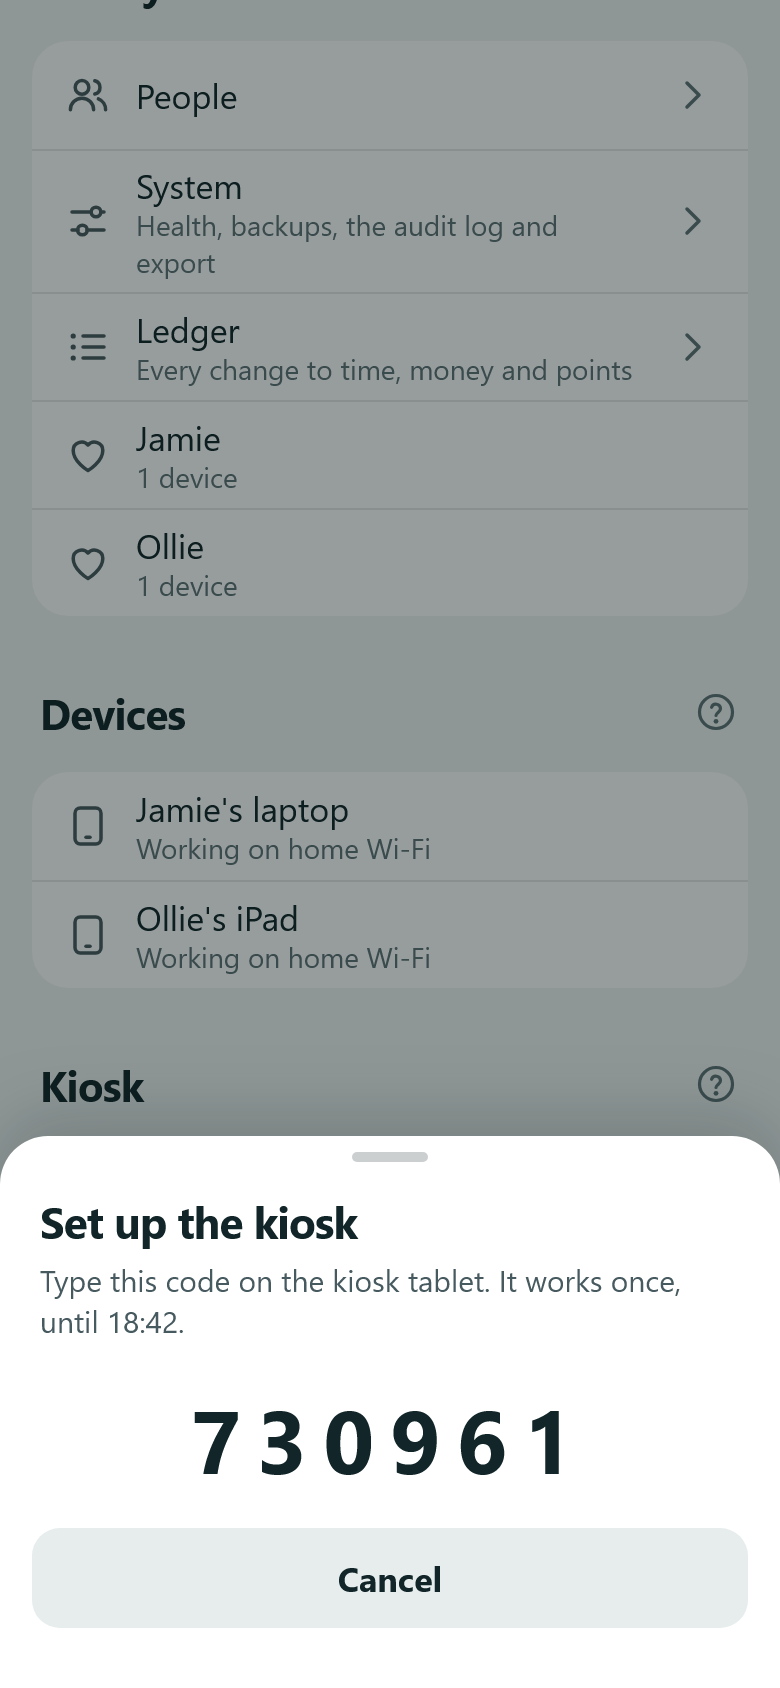 People
System
Health, backups, the audit log and
export
Ledger
Every change to time, money and points
Jamie
1 device
Ollie
1 device
Devices
Jamie's laptop
Working on home Wi-Fi
Ollie's iPad
Working on home Wi-Fi
Kiosk
Set up the kiosk
Type this code on the kiosk tablet. It works once,
until 18:42.
730961
Cancel